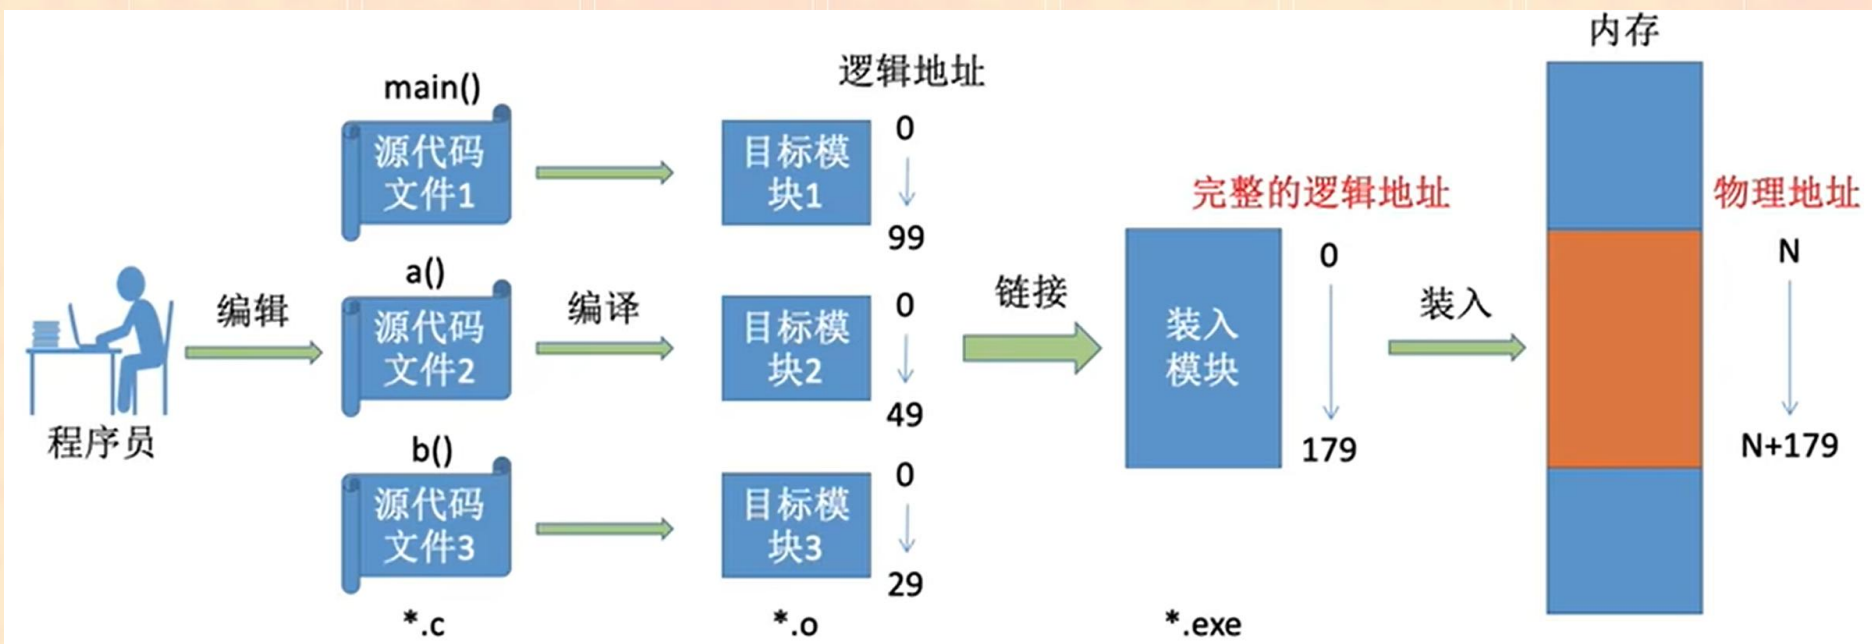 程序员
编辑
main()
源代码
文件1
a()
源代码
文件2
b()
源代码
文件3
*.c
编译
逻辑地址
目标模
块1
0
99
目标模
块2
0
49
目标模
块3
0
29
*.o
链接
完整的逻辑地址
装入
模块
0
179
*.exe
装入
内存
物理地址
N
N+179